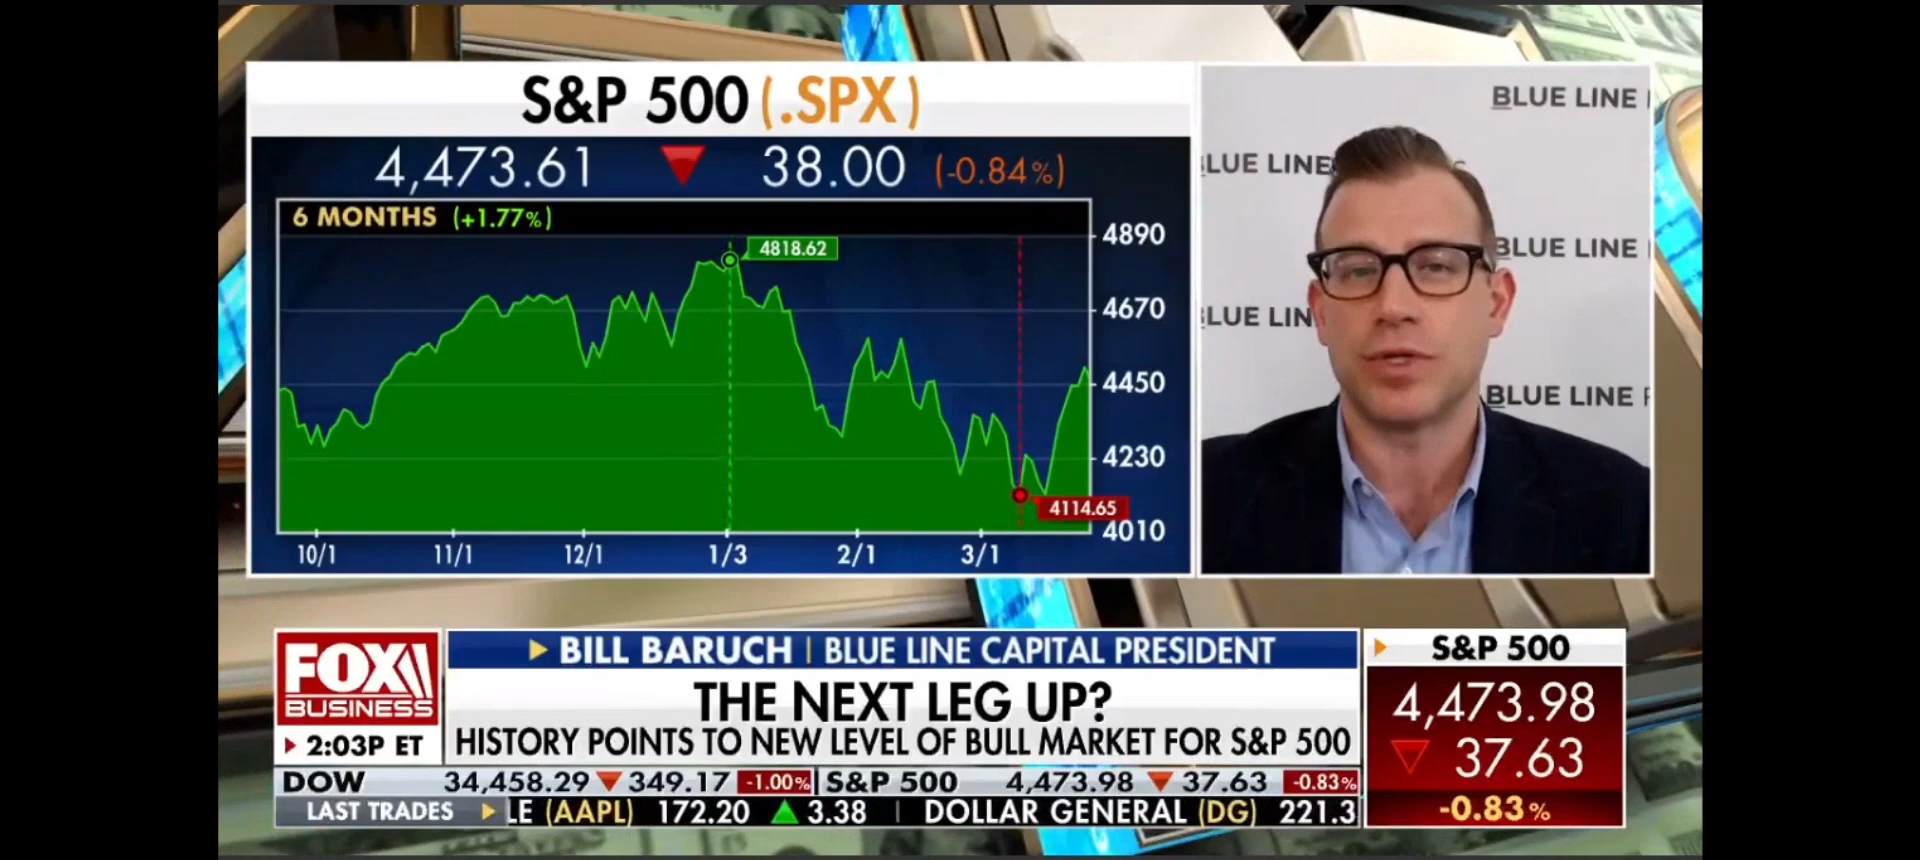 S&P 500 (.SPX)
4,473.61 ▼ 38.00 (-0.84%)
6 MONTHS (+1.77%)
4818.62
4114.65
4890
4670
4450
4230
4010
10/1 11/1 12/1 1/3 2/1 3/1
BLUE LINE
LUE LINE
BLUE LINE
LUE LIN
BLUE LINE
FOX
BUSINESS
2:03P ET
BILL BARUCH | BLUE LINE CAPITAL PRESIDENT
THE NEXT LEG UP?
HISTORY POINTS TO NEW LEVEL OF BULL MARKET FOR S&P 500
S&P 500
4,473.98
▽ 37.63
-0.83%
DOW 34,458.29 ▼ 349.17 -1.00% S&P 500 4,473.98 ▼ 37.63 -0.83%
LAST TRADES LE (AAPL) 172.20 ▲ 3.38 | DOLLAR GENERAL (DG) 221.3